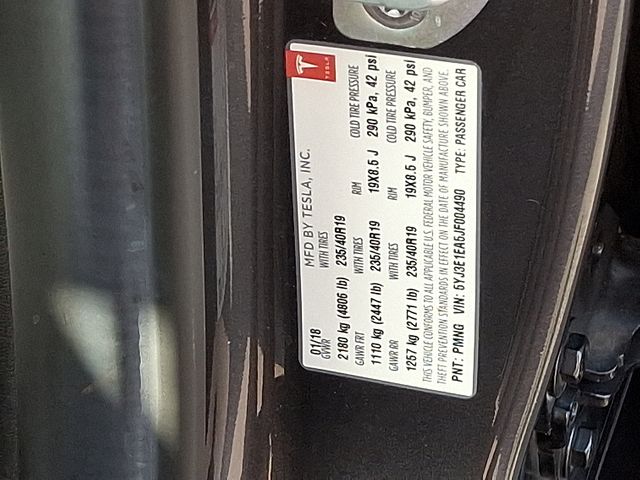 TESLA
MFD BY TESLA, INC.
01/18
GVWR WITH TIRES
2180 kg (4806 lb) 235/40R19
GAWR FRT WITH TIRES RIM COLD TIRE PRESSURE
1110 kg (2447 lb) 235/40R19 19X8.5 J 290 kPa, 42 psi
GAWR RR WITH TIRES RIM COLD TIRE PRESSURE
1257 kg (2771 lb) 235/40R19 19X8.5 J 290 kPa, 42 psi
THIS VEHICLE CONFORMS TO ALL APPLICABLE U.S. FEDERAL MOTOR VEHICLE SAFETY, BUMPER, AND
THEFT PREVENTION STANDARDS IN EFFECT ON THE DATE OF MANUFACTURE SHOWN ABOVE.
PNT: PMNG VIN: 5YJ3E1EA5JF004490 TYPE: PASSENGER CAR